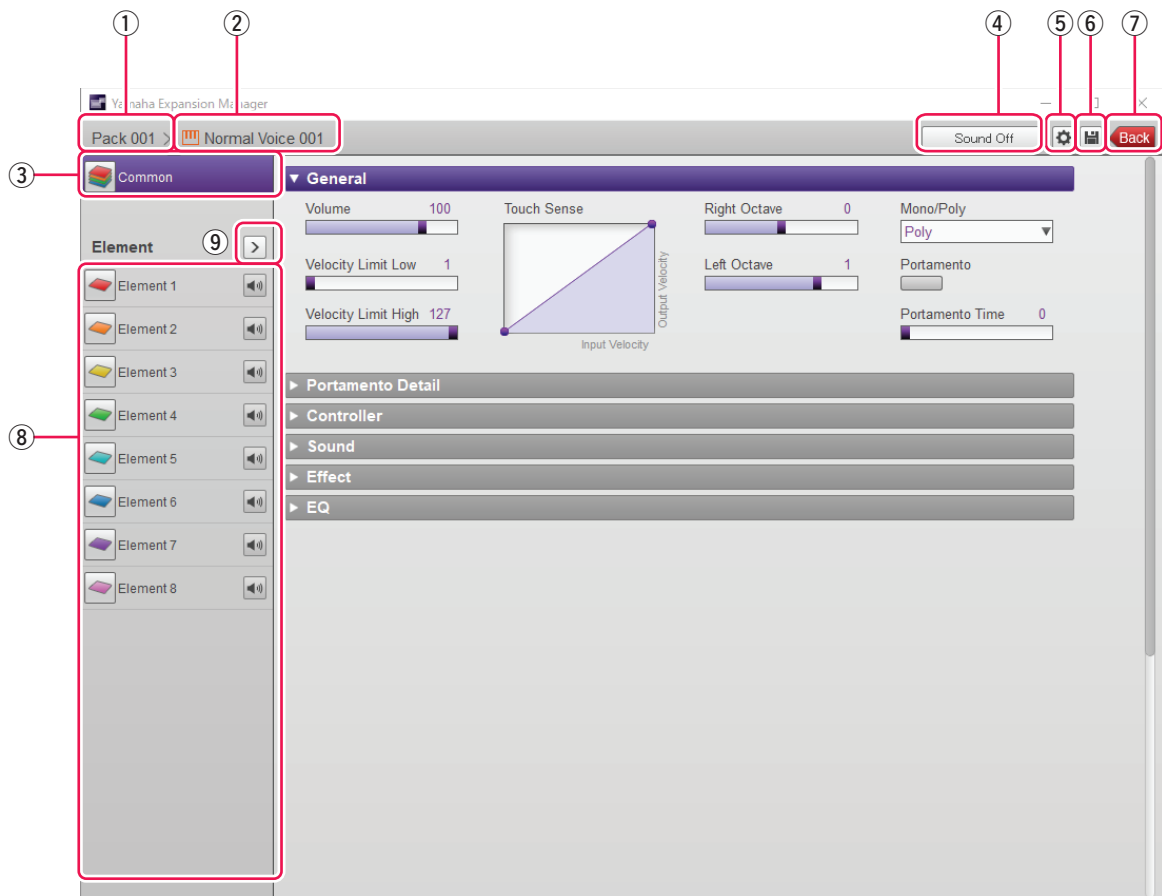 ① ② ④ ⑤ ⑥ ⑦
Yamaha Expansion Manager
Pack 001 > Normal Voice 001 Sound Off Back
③ Common
▼ General
Volume 100 Touch Sense Right Octave 0 Mono/Poly
Poly ▼
Element ⑨ >
Velocity Limit Low 1 Left Octave 1 Portamento
Velocity Limit High 127 Portamento Time 0
Output Velocity
Input Velocity
⑧
Element 1
Element 2
Element 3
Element 4
Element 5
Element 6
Element 7
Element 8
► Portamento Detail
► Controller
► Sound
► Effect
► EQ